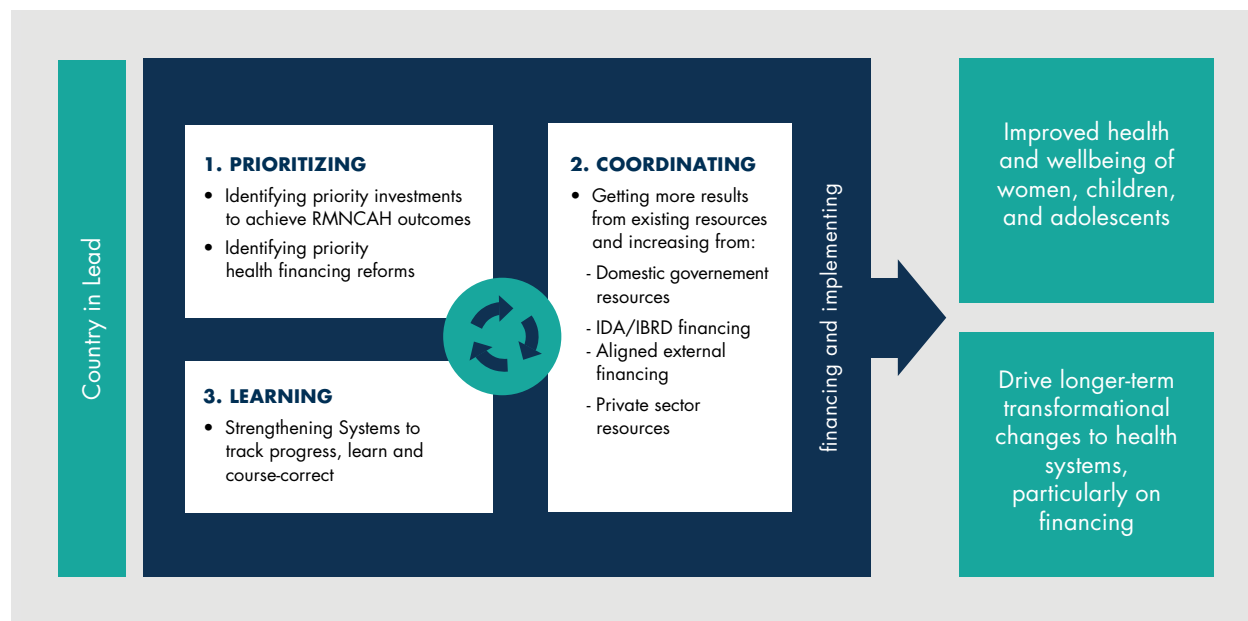 Country in Lead
1. PRIORITIZING
• Identifying priority investments
to achieve RMNCAH outcomes
• Identifying priority
health financing reforms
2. COORDINATING
• Getting more results
from existing resources
and increasing from:
- Domestic governement
resources
- IDA/IBRD financing
- Aligned external
financing
- Private sector
resources
3. LEARNING
• Strengthening Systems to
track progress, learn and
course-correct
financing and implementing
Improved health
and wellbeing of
women, children,
and adolescents
Drive longer-term
transformational
changes to health
systems,
particularly on
financing